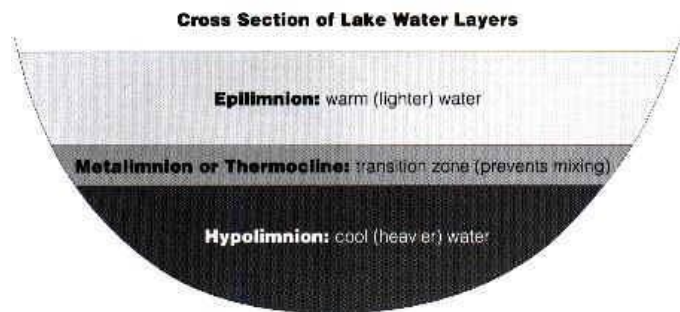 Cross Section of Lake Water Layers
Epilimnion: warm (lighter) water
Metalimnion or Thermocline: transition zone (prevents mixing)
Hypolimnion: cool (heavier) water